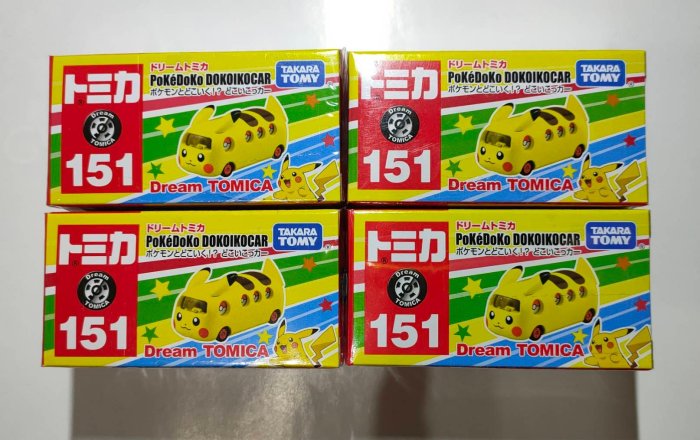 ドリームトミカ
トミカ
PoKéDoKo DOKOIKOCAR
TAKARA
TOMY
ポケモンとどこいく!? どこいこっカー
Dream
TOMICA
151
Dream TOMICA
ドリームトミカ
トミカ
PoKéDoKo DOKOIKOCAR
TAKARA
TOMY
ポケモンとどこいく!? どこいこっカー
Dream
TOMICA
151
Dream TOMICA
ドリームトミカ
トミカ
PoKéDoKo DOKOIKOCAR
TAKARA
TOMY
ポケモンとどこいく!? どこいこっカー
Dream
TOMICA
151
Dream TOMICA
ドリームトミカ
トミカ
PoKéDoKo DOKOIKOCAR
TAKARA
TOMY
ポケモンとどこいく!? どこいこっカー
Dream
TOMICA
151
Dream TOMICA